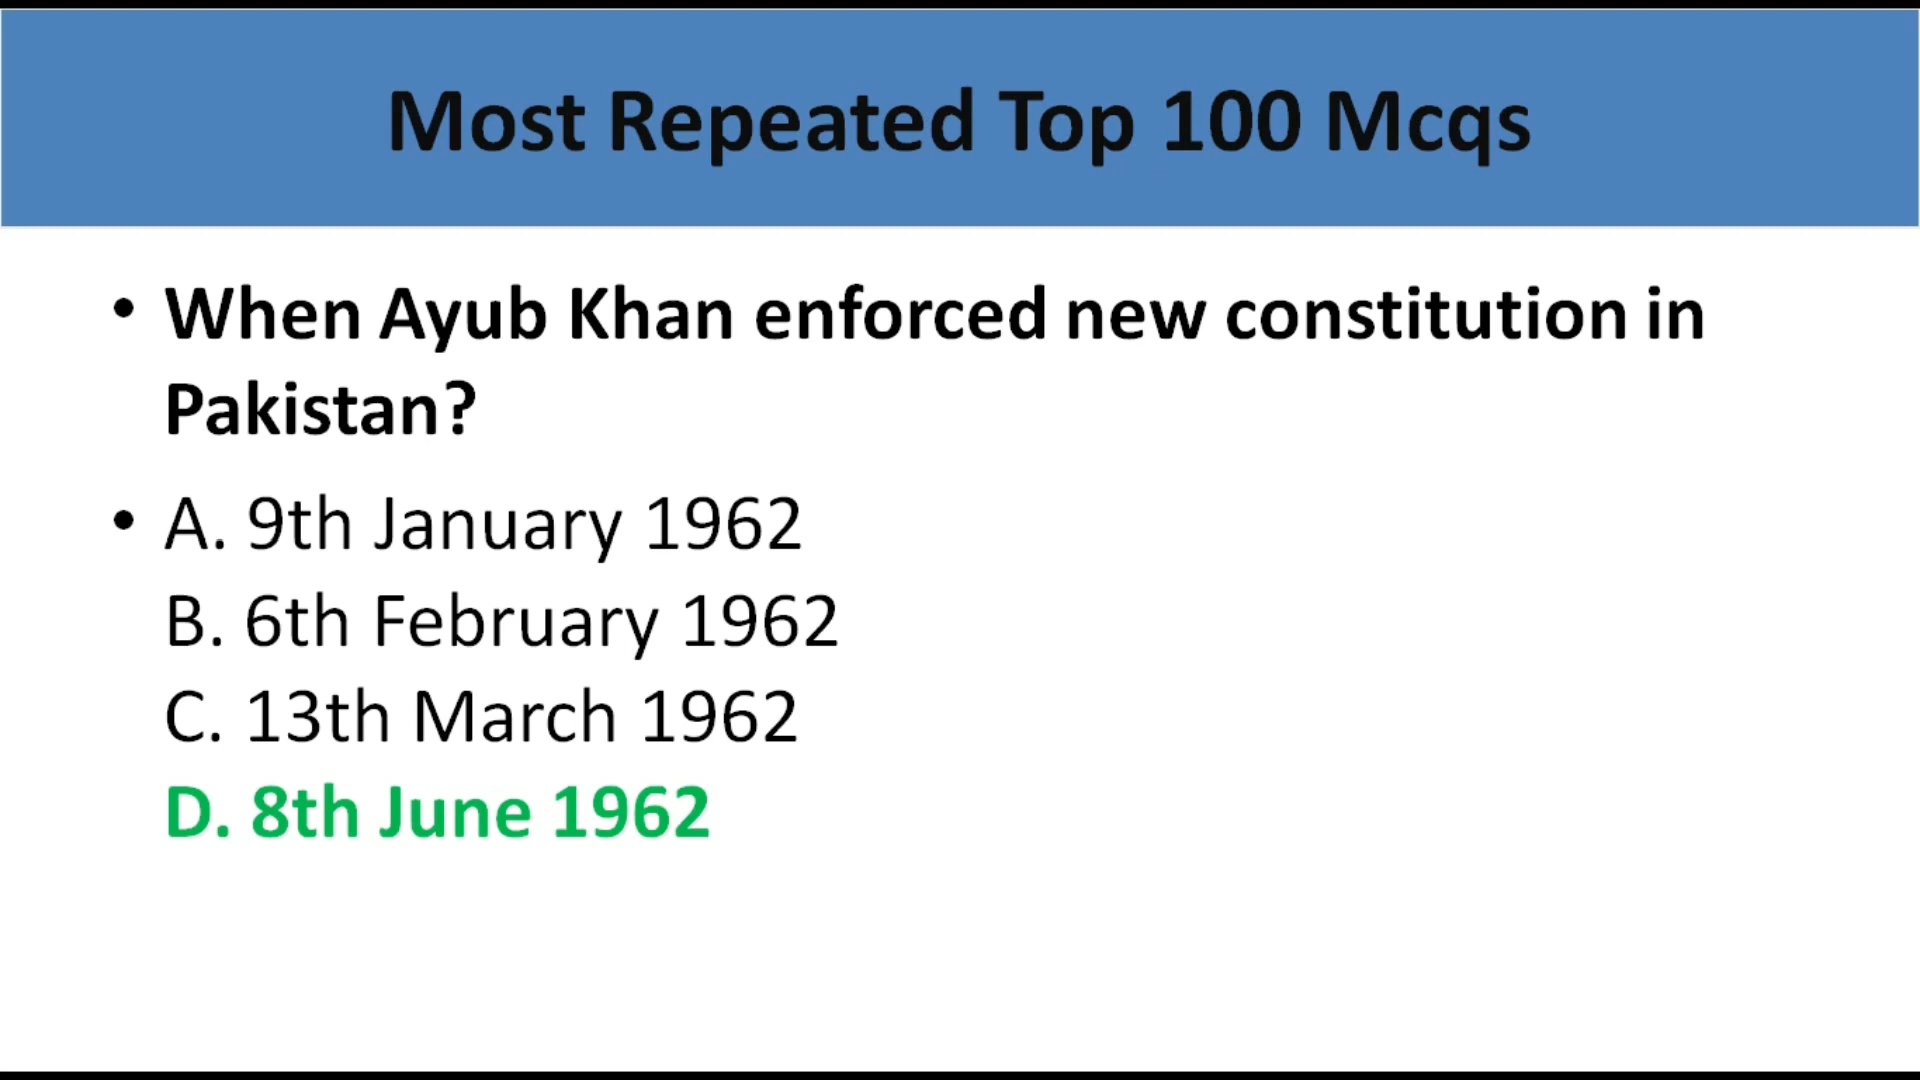 Most Repeated Top 100 Mcqs
• When Ayub Khan enforced new constitution in
Pakistan?
• A. 9th January 1962
B. 6th February 1962
C. 13th March 1962
D. 8th June 1962